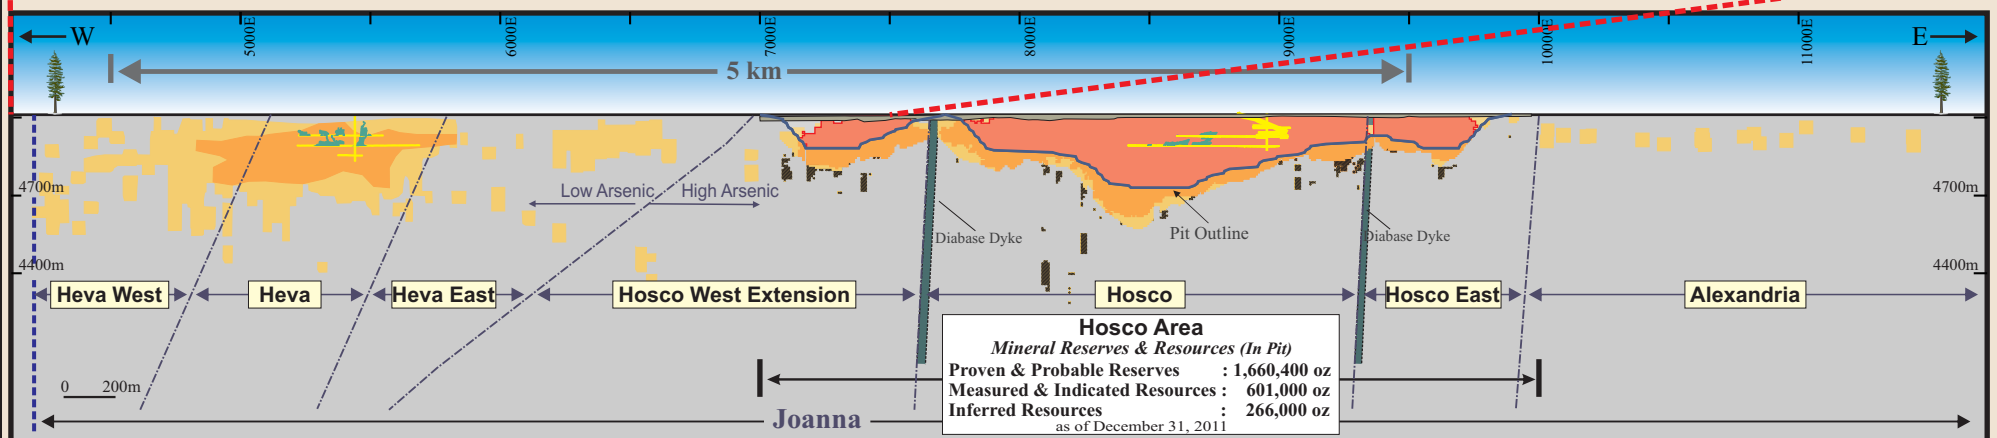 W
5000E
6000E
7000E
8000E
9000E
10000E
11000E
E
5 km
Low Arsenic
High Arsenic
4700m
4700m
Diabase Dyke
Pit Outline
Diabase Dyke
4400m
4400m
Heva West
Heva
Heva East
Hosco West Extension
Hosco
Hosco East
Alexandria
Hosco Area
Mineral Reserves & Resources (In Pit)
Proven & Probable Reserves : 1,660,400 oz
Measured & Indicated Resources : 601,000 oz
Inferred Resources : 266,000 oz
as of December 31, 2011
0 200m
Joanna